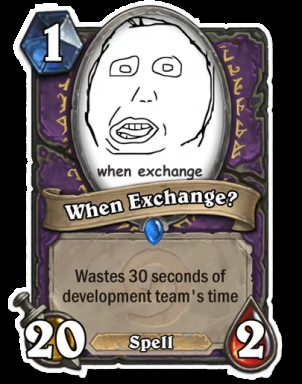 1
when exchange
When Exchange?
Wastes 30 seconds of
development team's time
20
Spell
2